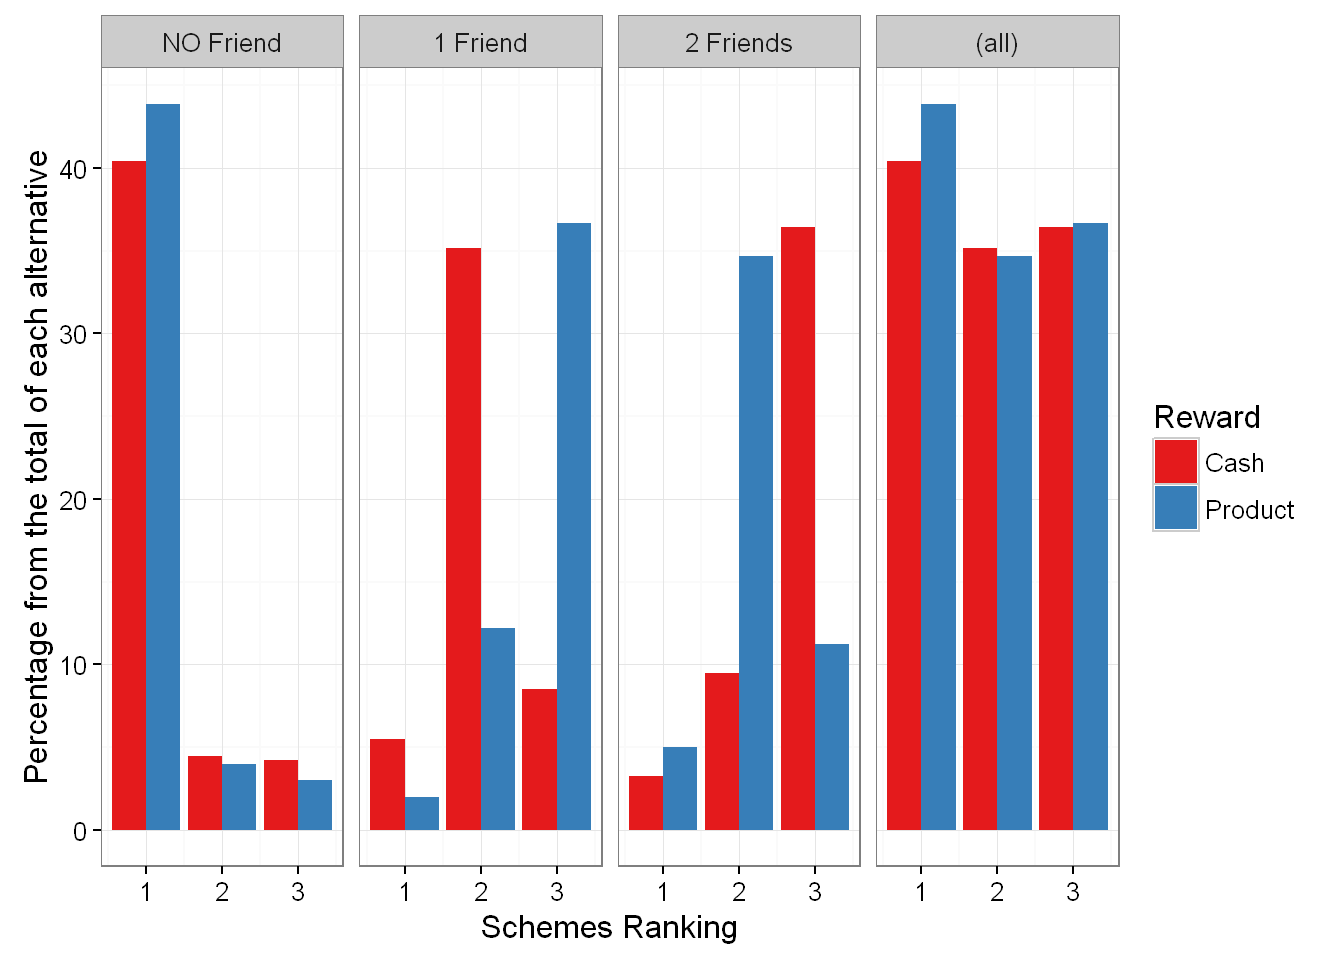 NO Friend
1 Friend
2 Friends
(all)
Percentage from the total of each alternative
40
30
20
10
0
1 2 3
1 2 3
1 2 3
1 2 3
Schemes Ranking
Reward
Cash
Product